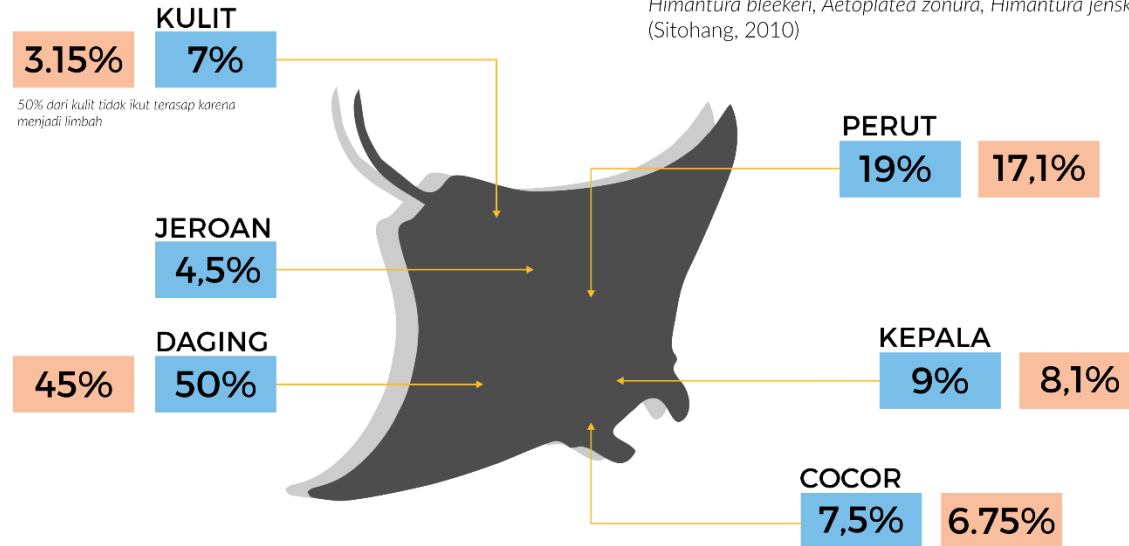 Himantura bleekeri, Aetoplatea zonura, Himantura jensk
(Sitohang, 2010)
KULIT
3.15% 7%
50% dari kulit tidak ikut terasap karena
menjadi limbah
PERUT
19% 17,1%
JEROAN
4,5%
DAGING
45% 50%
KEPALA
9% 8,1%
COCOR
7,5% 6.75%